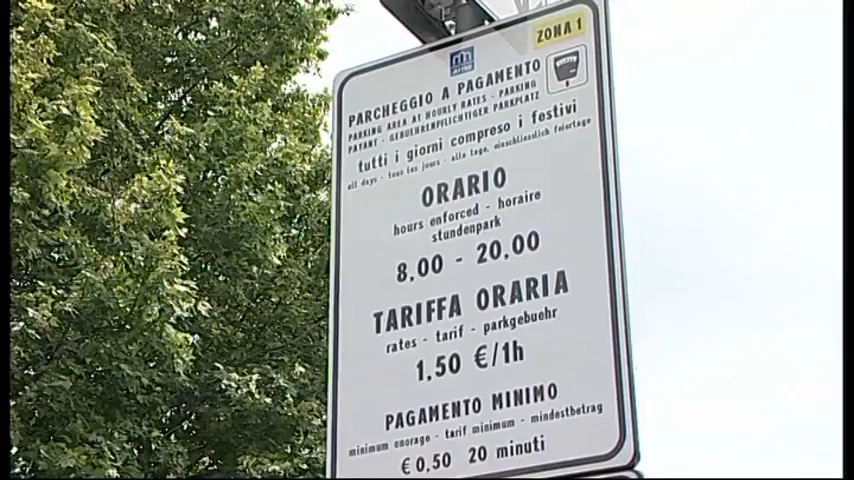 ZONA 1
PARCHEGGIO A PAGAMENTO
PARKING AREA AT HOURLY RATES - PARKING
PAYANT - GEBUEHRENPFLICHTIGER PARKPLATZ
tutti i giorni compreso i festivi
all days - tous les jours - alle tage, einschliesslich feiertage
ORARIO
hours enforced - horaire
stundenpark
8,00 - 20,00
TARIFFA ORARIA
rates - tarif - parkgebuehr
1,50 €/1h
PAGAMENTO MINIMO
minimum onorage - tarif minimum - mindestbetrag
€ 0,50 20 minuti